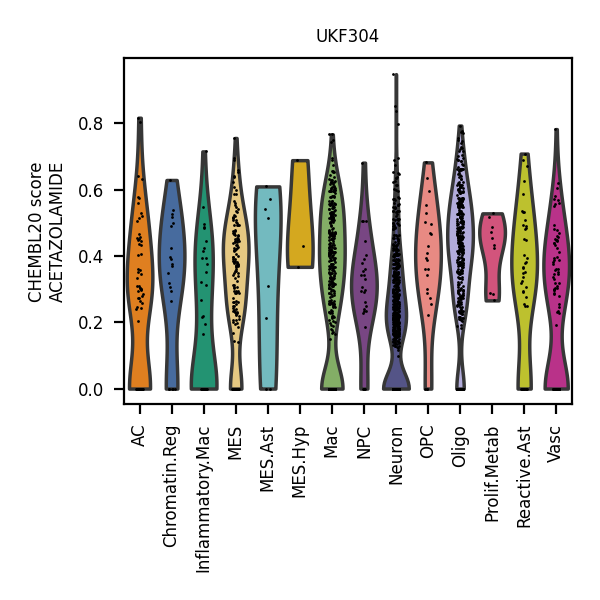 UKF304
CHEMBL20 score
ACETAZOLAMIDE
0.8
0.6
0.4
0.2
0.0
AC
Chromatin.Reg
Inflammatory.Mac
MES
MES.Ast
MES.Hyp
Mac
NPC
Neuron
OPC
Oligo
Prolif.Metab
Reactive.Ast
Vasc